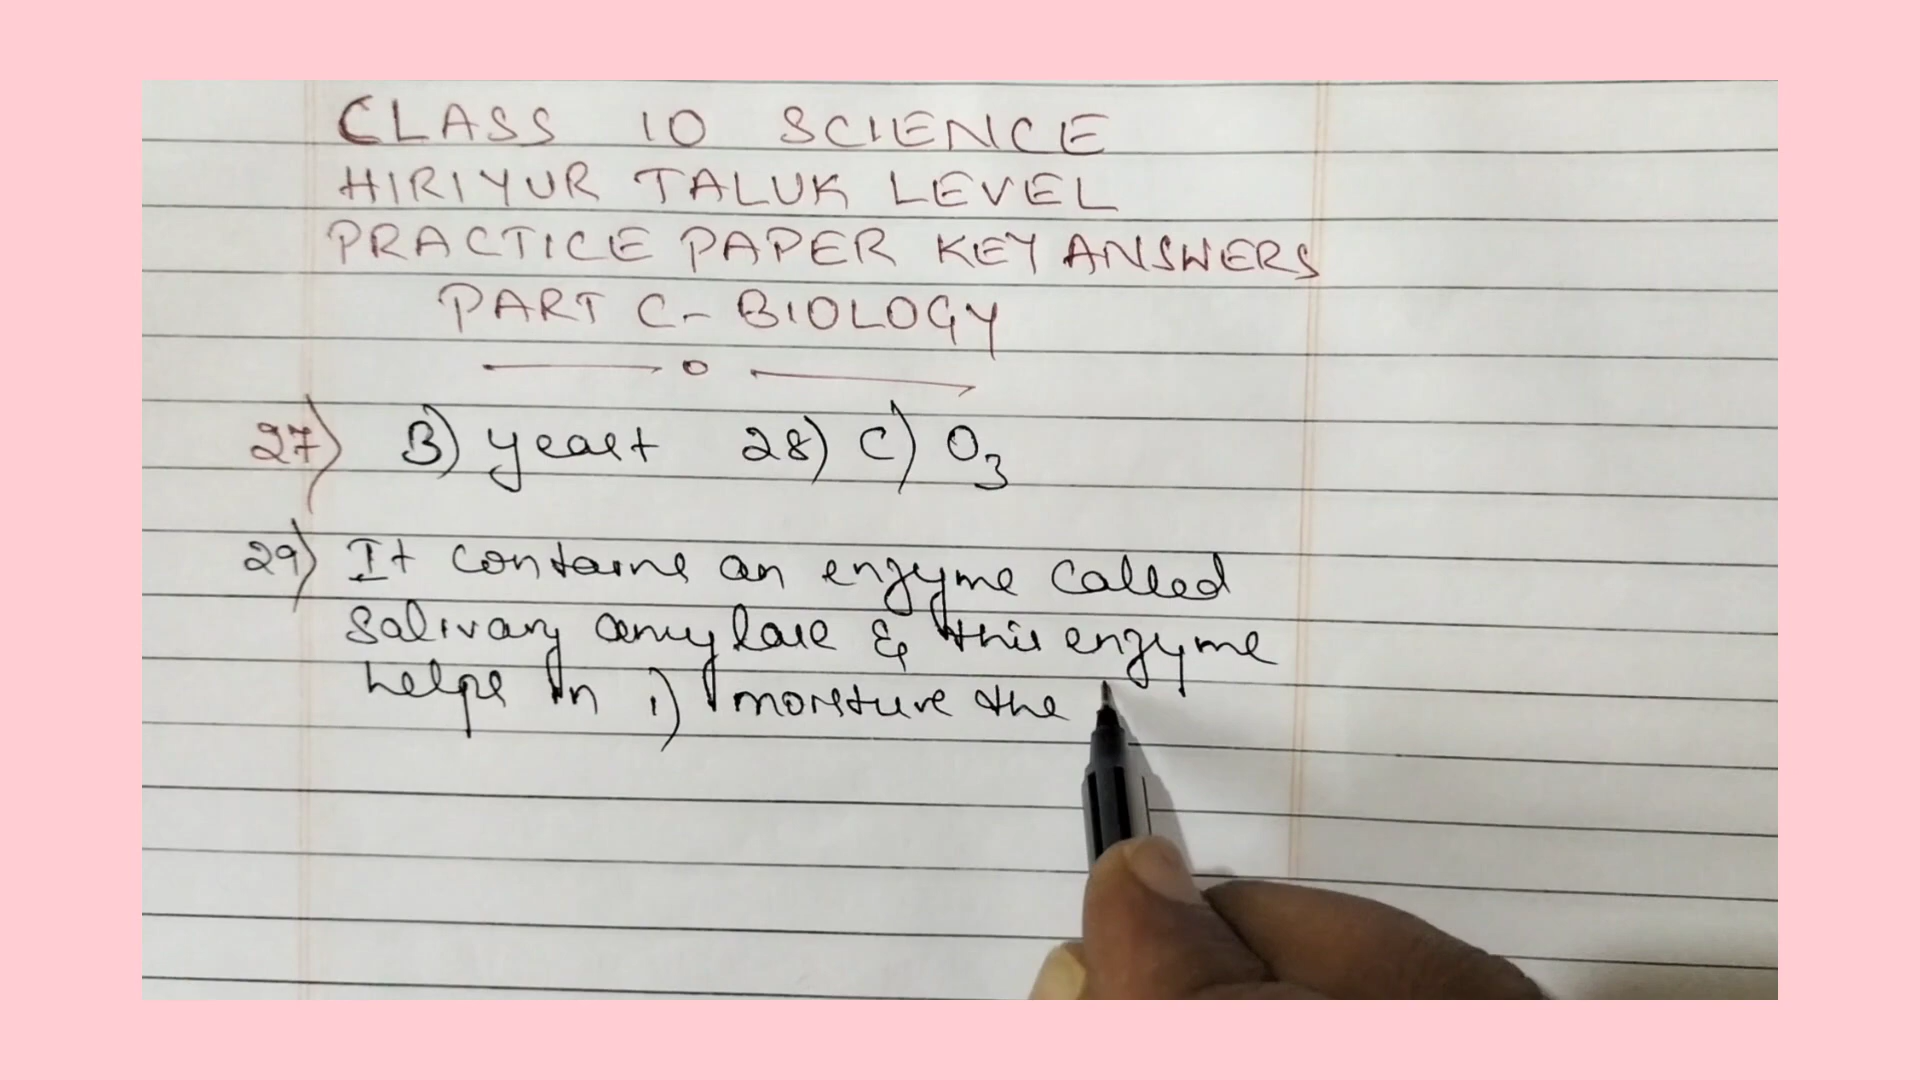 CLASS 10 SCIENCE
HIRIYUR TALUK LEVEL
PRACTICE PAPER KEY ANSWERS
PART C - BIOLOGY
27) B) yeast 28) C) O3
29) It contains an enzyme called
salivary amylase & this enzyme
helps in i) moisture the